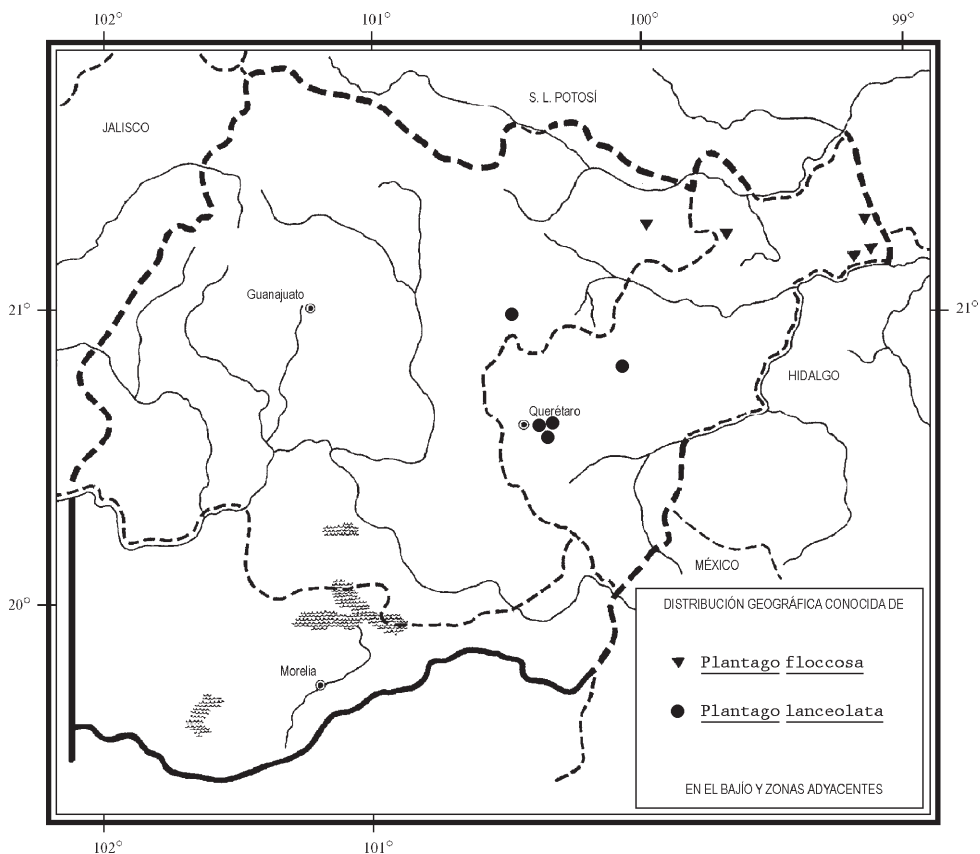 102° 101° 100° 99°
S. L. POTOSÍ
JALISCO
Guanajuato
21° 21°
HIDALGO
Querétaro
MÉXICO
20°
DISTRIBUCIÓN GEOGRÁFICA CONOCIDA DE
Plantago floccosa
Morelia
Plantago lanceolata
EN EL BAJÍO Y ZONAS ADYACENTES
102° 101°